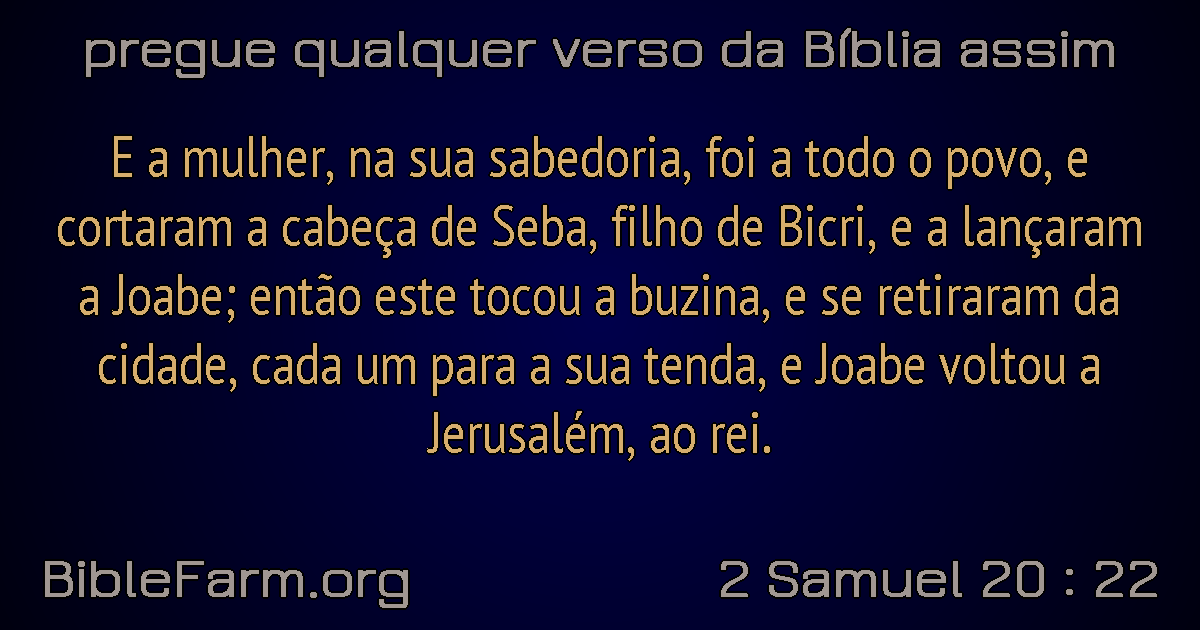 pregue qualquer verso da Bíblia assim
E a mulher, na sua sabedoria, foi a todo o povo, e
cortaram a cabeça de Seba, filho de Bicri, e a lançaram
a Joabe; então este tocou a buzina, e se retiraram da
cidade, cada um para a sua tenda, e Joabe voltou a
Jerusalém, ao rei.
BibleFarm.org
2 Samuel 20 : 22